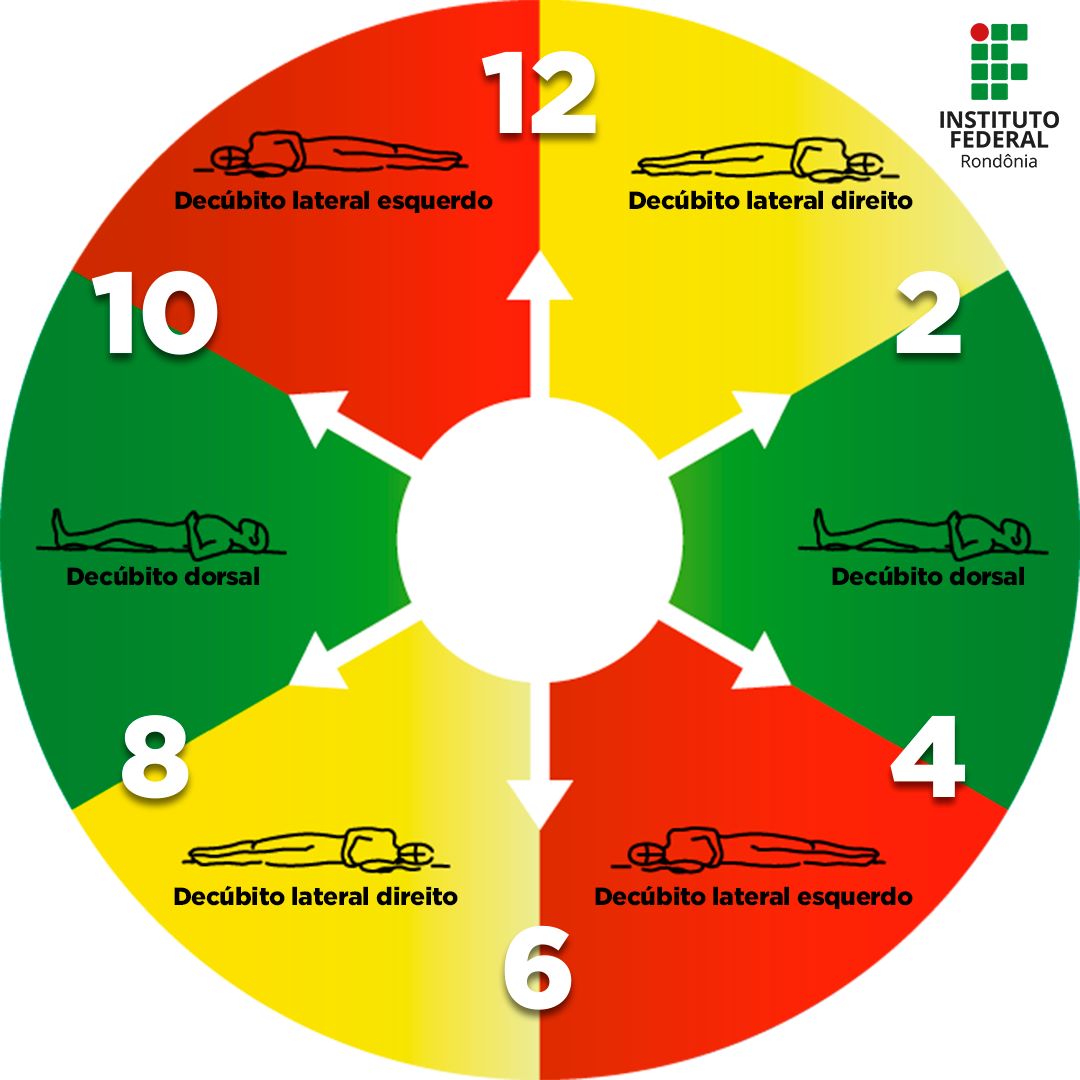 12
INSTITUTO
FEDERAL
Rondônia
Decúbito lateral esquerdo
Decúbito lateral direito
10
2
Decúbito dorsal
Decúbito dorsal
8
4
Decúbito lateral direito
Decúbito lateral esquerdo
6